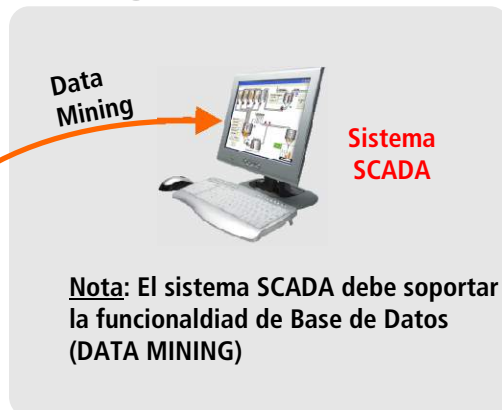 Data
Mining
Sistema
SCADA
Nota: El sistema SCADA debe soportar
la funcionaldiad de Base de Datos
(DATA MINING)